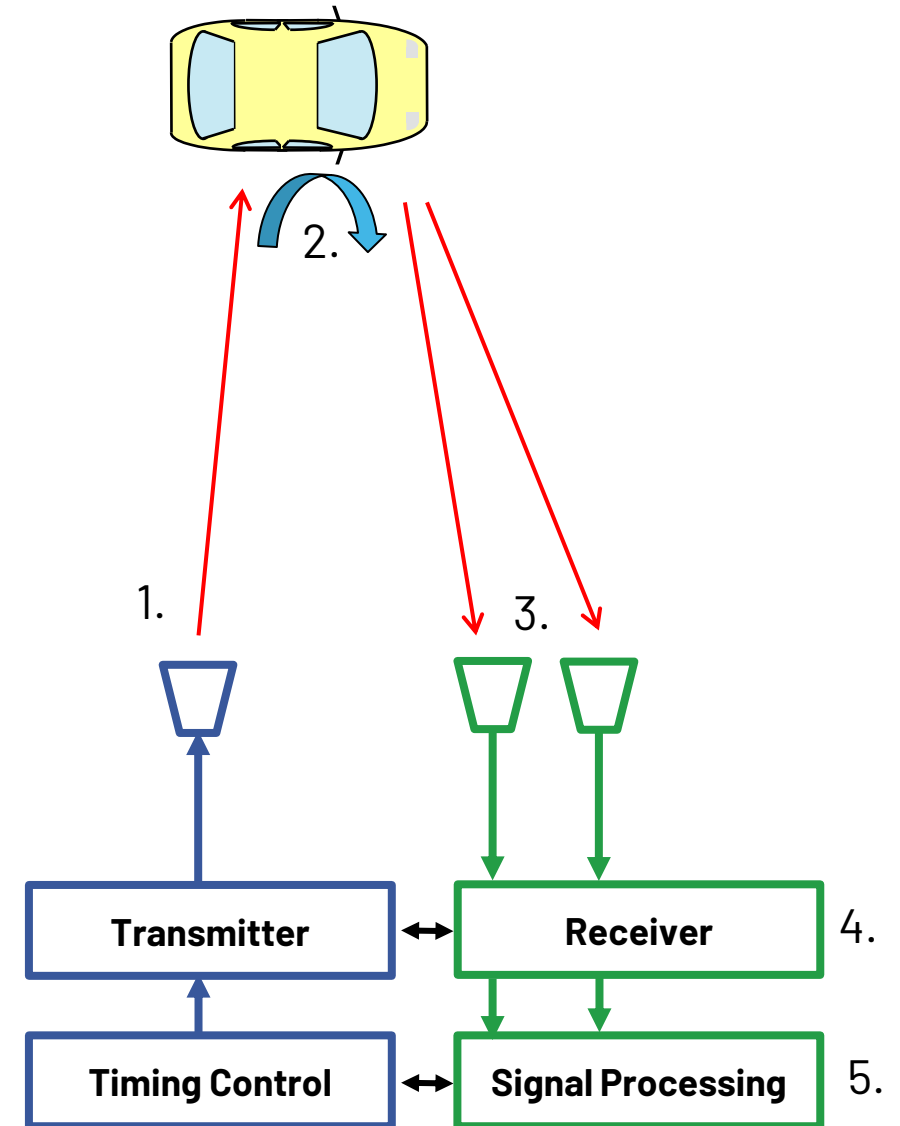 2.
1.
3.
Transmitter
Receiver
4.
Timing Control
Signal Processing
5.